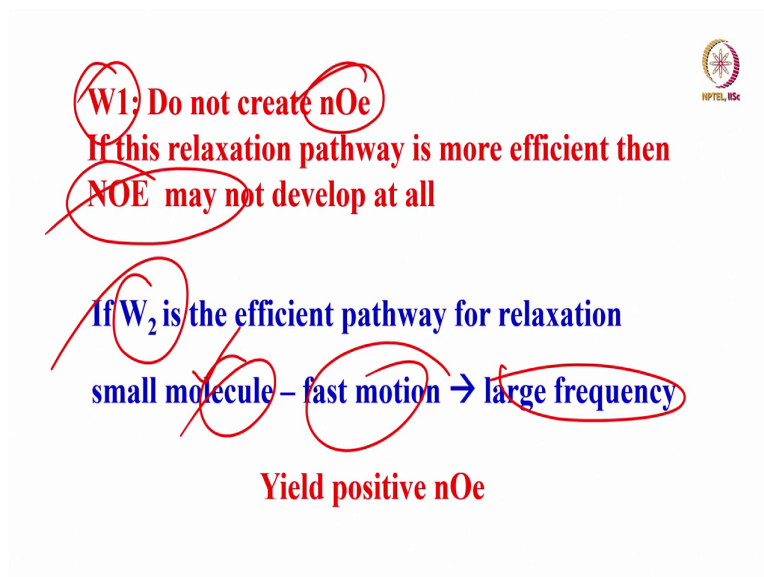 NPTEL, IISc
W1: Do not create nOe
If this relaxation pathway is more efficient then
NOE may not develop at all
If W₂ is the efficient pathway for relaxation
small molecule – fast motion → large frequency
Yield positive nOe